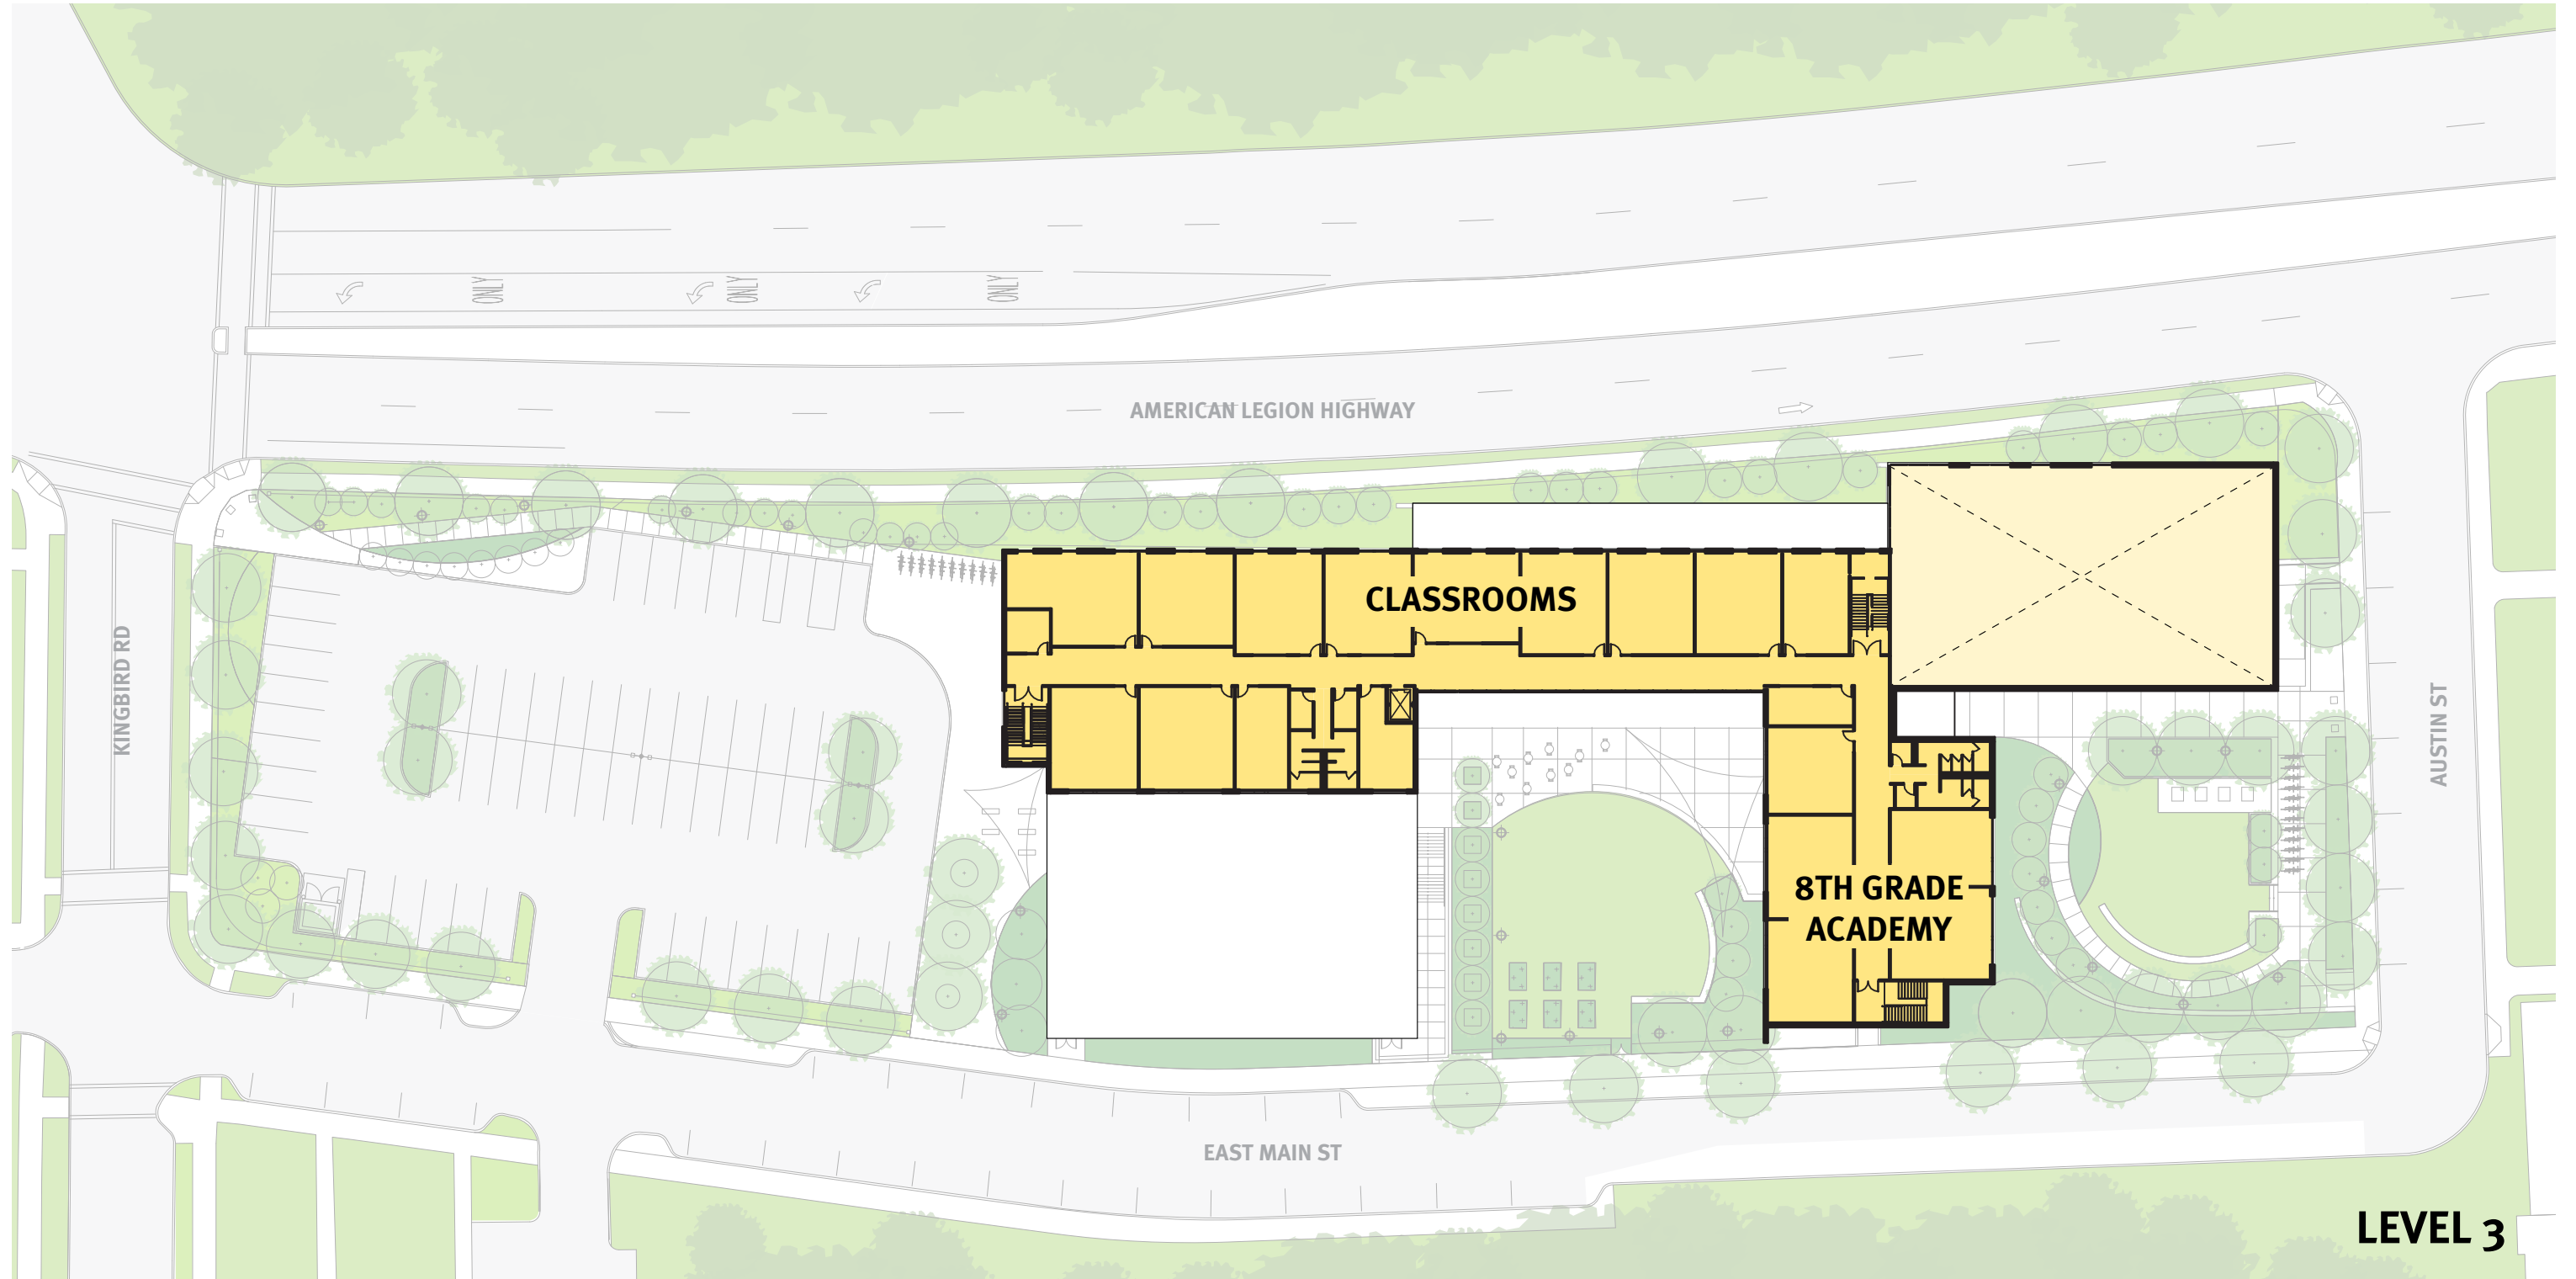 ONLY
ONLY
ONLY
AMERICAN LEGION HIGHWAY
CLASSROOMS
KINGBIRD RD
AUSTIN ST
8TH GRADE
ACADEMY
EAST MAIN ST
LEVEL 3